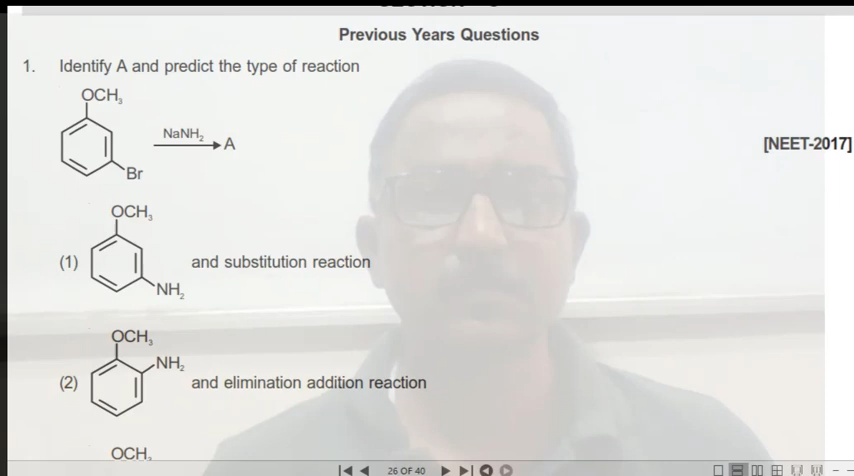 Previous Years Questions
1. Identify A and predict the type of reaction
OCH₃
NaNH₂
A
[NEET-2017]
Br
OCH₃
(1) and substitution reaction
NH₂
OCH₃
NH₂
(2) and elimination addition reaction
OCH₃
26 OF 40